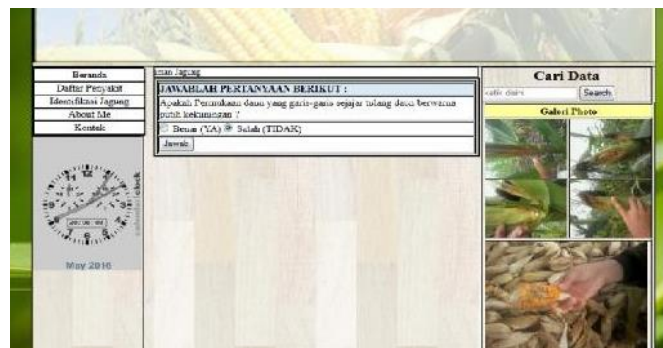 Beranda
Daftar Penyakit
Identifikasi Jagung
About Me
Kontak
May 2016
Jagung
JAWABLAH PERTANYAAN BERIKUT :
Apakah Permukaan daun yang garis-garis sejajar tulang daun berwarna
putih kekuningan ?
Benar (YA) Salah (TIDAK)
Jawab
Cari Data
Search
Galeri Photo